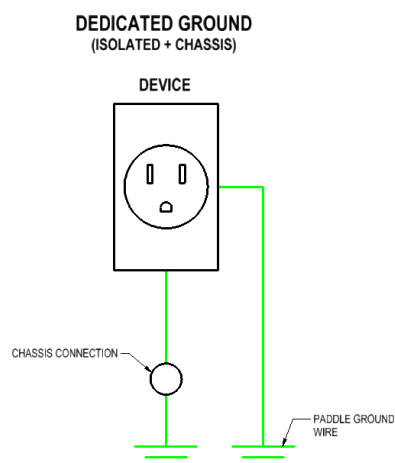 DEDICATED GROUND
(ISOLATED + CHASSIS)
DEVICE
CHASSIS CONNECTION
PADDLE GROUND
WIRE